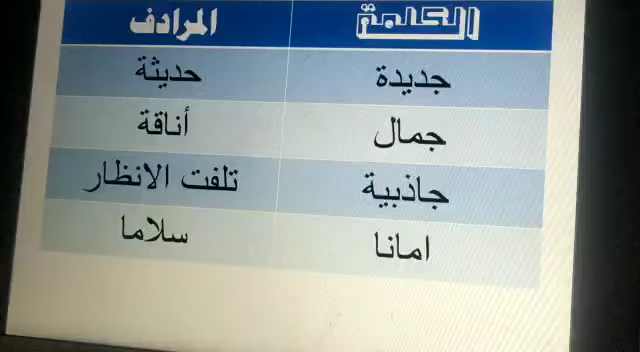 الكلمة المرادف
جديدة حديثة
جمال أناقة
جاذبية تلفت الانظار
امانا سلاما